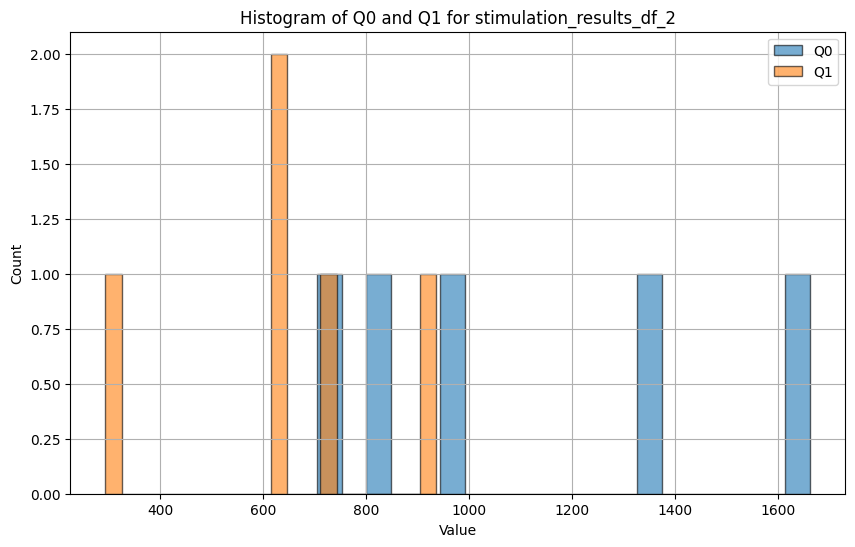 Histogram of Q0 and Q1 for stimulation_results_df_2
Q0
Q1
2.00
1.75
1.50
1.25
1.00
0.75
0.50
0.25
0.00
Count
400 600 800 1000 1200 1400 1600
Value